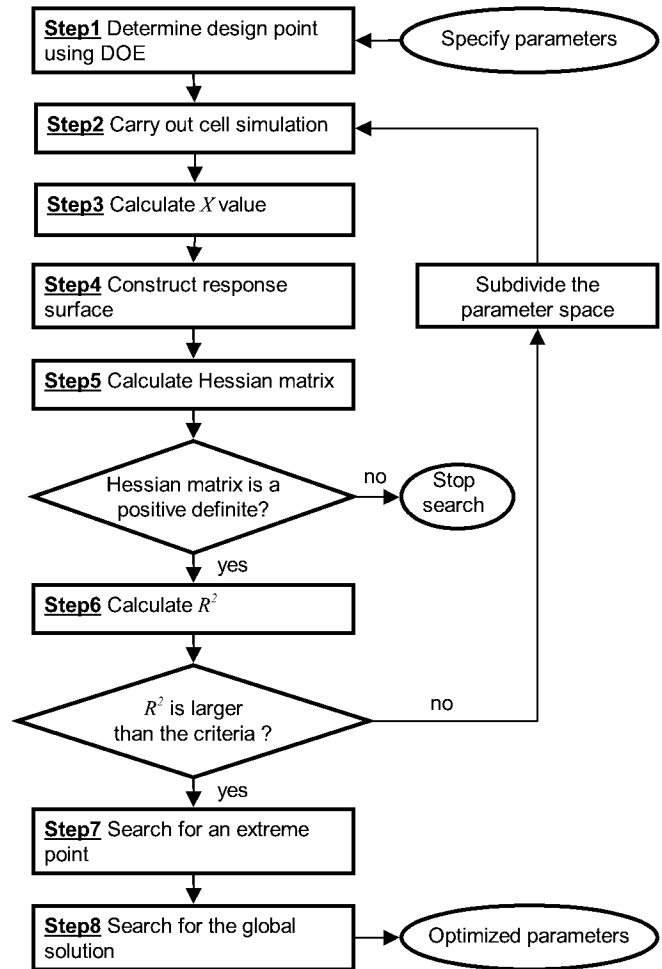 Step1 Determine design point
using DOE
Specify parameters
Step2 Carry out cell simulation
Step3 Calculate X value
Subdivide the
parameter space
Step4 Construct response
surface
Step5 Calculate Hessian matrix
Hessian matrix is a
positive definite?
no
Stop
search
yes
Step6 Calculate R²
R² is larger
than the criteria ?
no
yes
Step7 Search for an extreme
point
Step8 Search for the global
solution
Optimized parameters